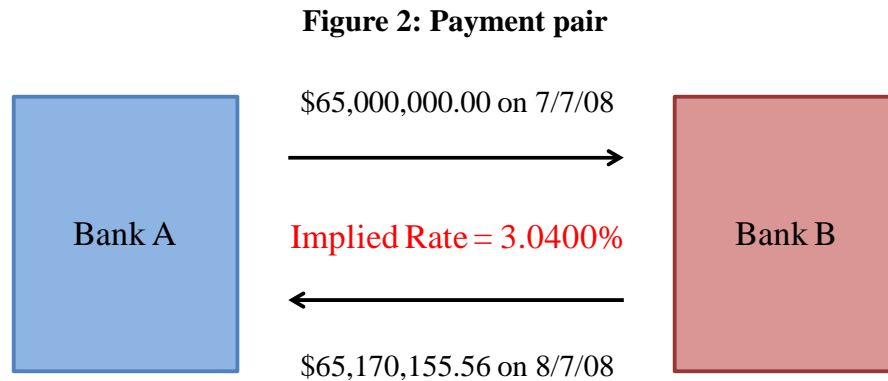 Figure 2: Payment pair
$65,000,000.00 on 7/7/08
Bank A
Implied Rate = 3.0400%
Bank B
$65,170,155.56 on 8/7/08